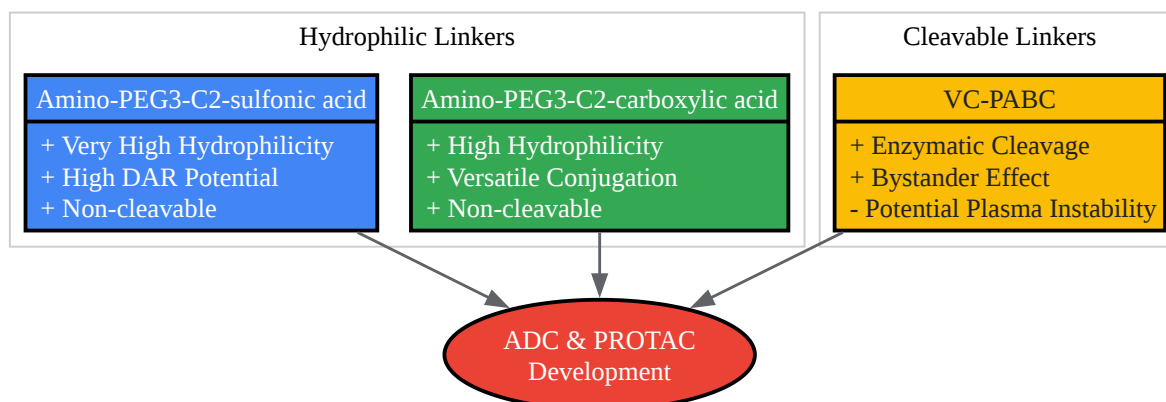 Hydrophilic Linkers
Amino-PEG3-C2-sulfonic acid
+ Very High Hydrophilicity
+ High DAR Potential
+ Non-cleavable
Amino-PEG3-C2-carboxylic acid
+ High Hydrophilicity
+ Versatile Conjugation
+ Non-cleavable
Cleavable Linkers
VC-PABC
+ Enzymatic Cleavage
+ Bystander Effect
- Potential Plasma Instability
ADC & PROTAC
Development